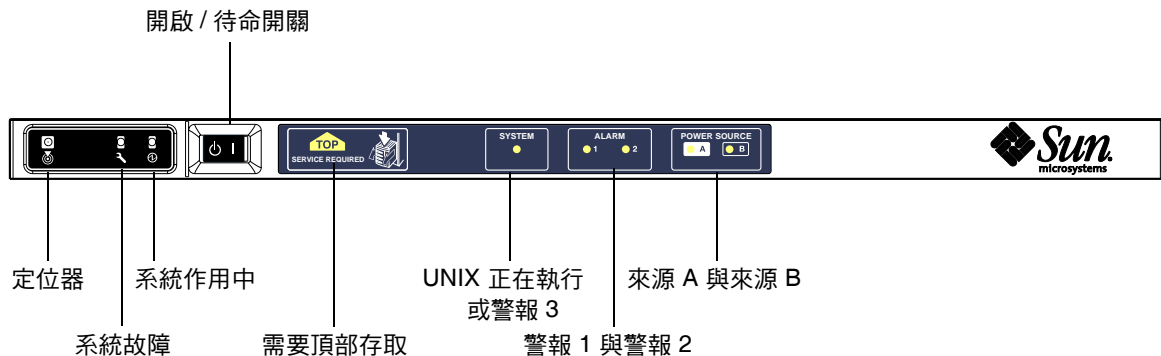 開啟 / 待命開關
TOP
SERVICE REQUIRED
SYSTEM
ALARM
1 2
POWER SOURCE
A B
Sun.
microsystems
定位器
系統作用中
UNIX 正在執行
或警報 3
來源 A 與來源 B
系統故障
需要頂部存取
警報 1 與警報 2